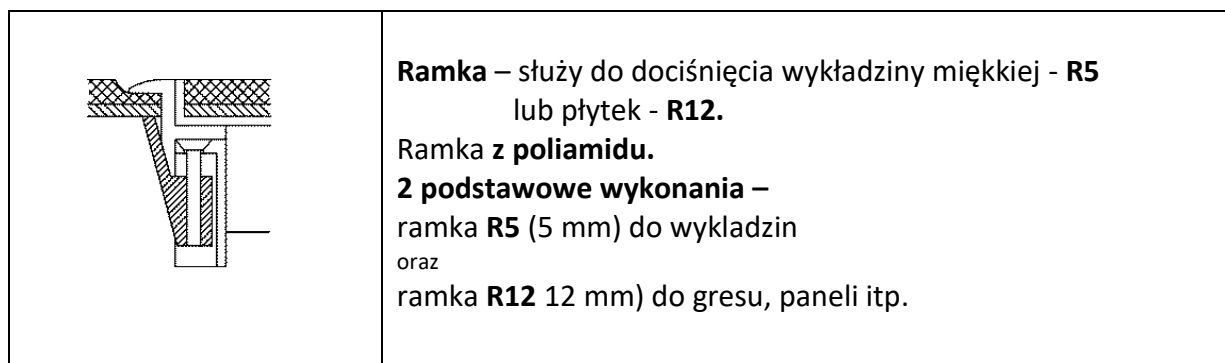 Ramka – służy do dociśnięcia wykładziny miękkiej - R5
lub płytek - R12.
Ramka z poliamidu.
2 podstawowe wykonania –
ramka R5 (5 mm) do wykladzin
oraz
ramka R12 12 mm) do gresu, paneli itp.